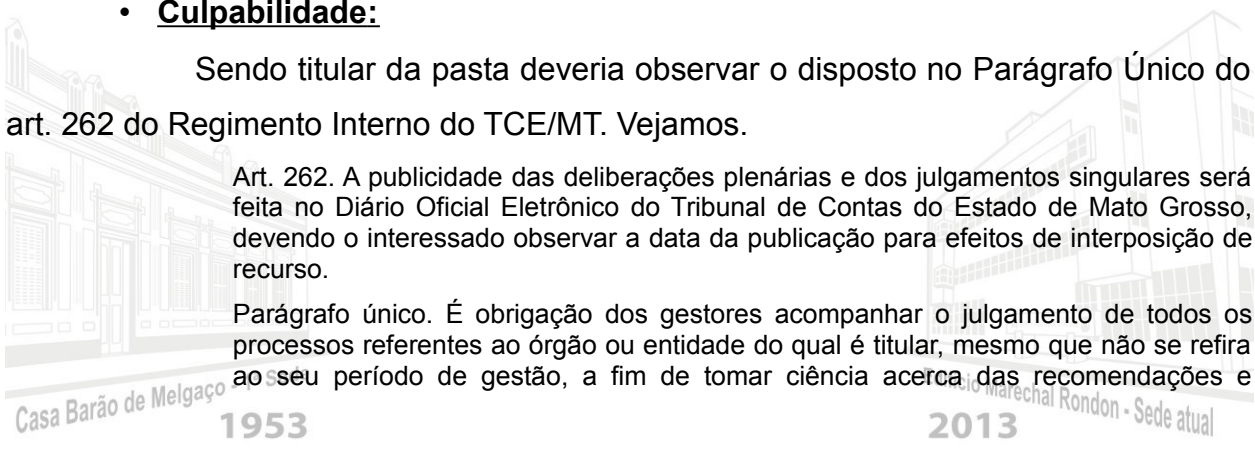 • Culpabilidade:
Sendo titular da pasta deveria observar o disposto no Parágrafo Único do
art. 262 do Regimento Interno do TCE/MT. Vejamos.
Art. 262. A publicidade das deliberações plenárias e dos julgamentos singulares será
feita no Diário Oficial Eletrônico do Tribunal de Contas do Estado de Mato Grosso,
devendo o interessado observar a data da publicação para efeitos de interposição de
recurso.
Parágrafo único. É obrigação dos gestores acompanhar o julgamento de todos os
processos referentes ao órgão ou entidade do qual é titular, mesmo que não se refira
ao seu período de gestão, a fim de tomar ciência acerca das recomendações e
Casa Barão de Melgaço
Marechal Rondon - Sede atual
1953
2013